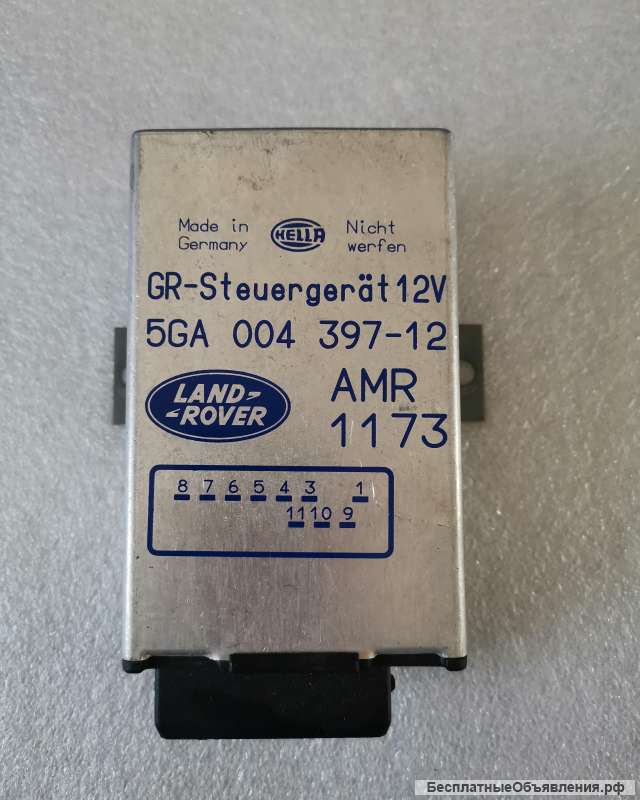 Made in Nicht
Germany HELLA werfen
GR-Steuergerät 12V
5GA 004 397-12
LAND-
-ROVER
AMR
1173
8 7 6 5 4 3 1
11 10 9
БесплатныеОбъявления.рф